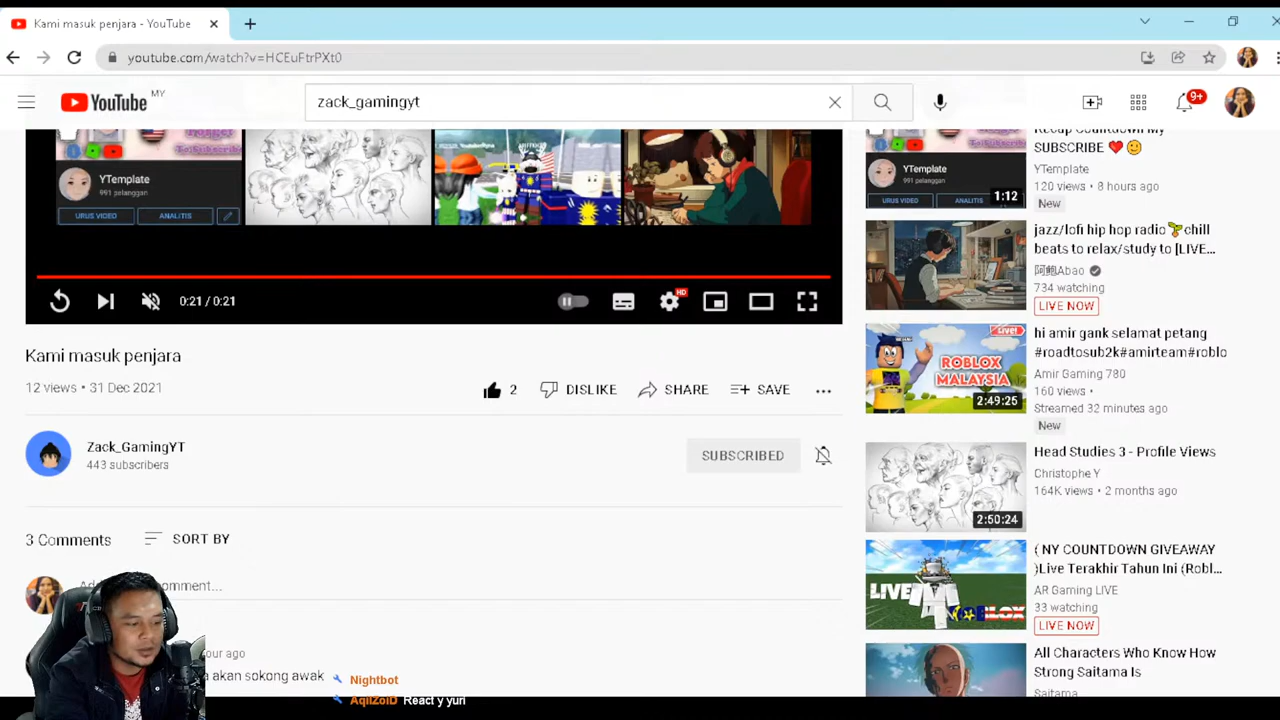 Kami masuk penjara - YouTube
youtube.com/watch?v=HCEuFtrPXt0
YouTube MY
zack_gamingyt
9+
YTemplate
991 pelanggan
URUS VIDEO
ANALITIS
0:21 / 0:21
HD
Kami masuk penjara
12 views • 31 Dec 2021
2
DISLIKE
SHARE
SAVE
Zack_GamingYT
443 subscribers
SUBSCRIBED
3 Comments
SORT BY
comment...
our ago
akan sokong awak
Nightbot
AqilZoiD React y yuri
Recap Countdown My
SUBSCRIBE ❤️🙂
YTemplate
120 views • 8 hours ago
New
YTemplate
991 pelanggan
URUS VIDEO
ANALITIS
1:12
jazz/lofi hip hop radio🌱chill
beats to relax/study to [LIVE...
阿鲍Abao
734 watching
LIVE NOW
Live!
ROBLOX
MALAYSIA
2:49:25
hi amir gank selamat petang
#roadtosub2k#amirteam#roblo
Amir Gaming 780
160 views •
Streamed 32 minutes ago
New
2:50:24
Head Studies 3 - Profile Views
Christophe Y
164K views • 2 months ago
LIVE
ROBLOX
( NY COUNTDOWN GIVEAWAY
)Live Terakhir Tahun Ini (Robl...
AR Gaming LIVE
33 watching
LIVE NOW
All Characters Who Know How
Strong Saitama Is
Saitama